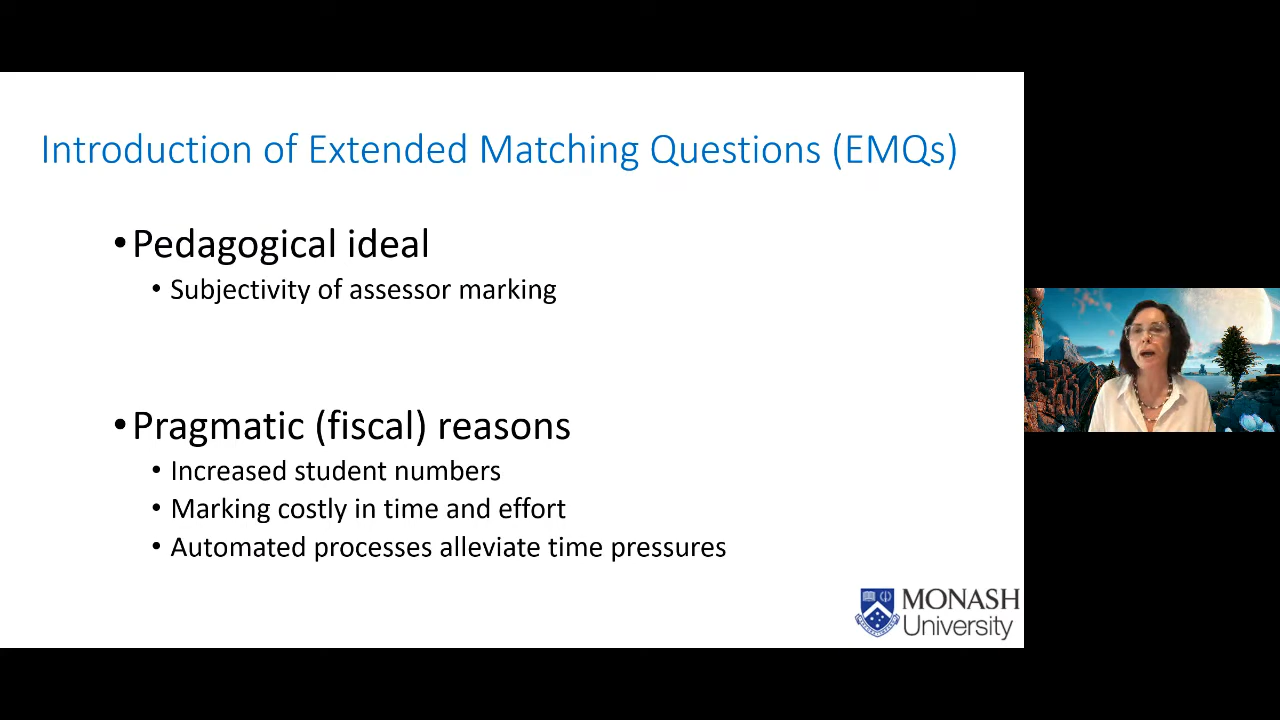 Introduction of Extended Matching Questions (EMQs)
•Pedagogical ideal
• Subjectivity of assessor marking
•Pragmatic (fiscal) reasons
• Increased student numbers
• Marking costly in time and effort
• Automated processes alleviate time pressures
MONASH
University